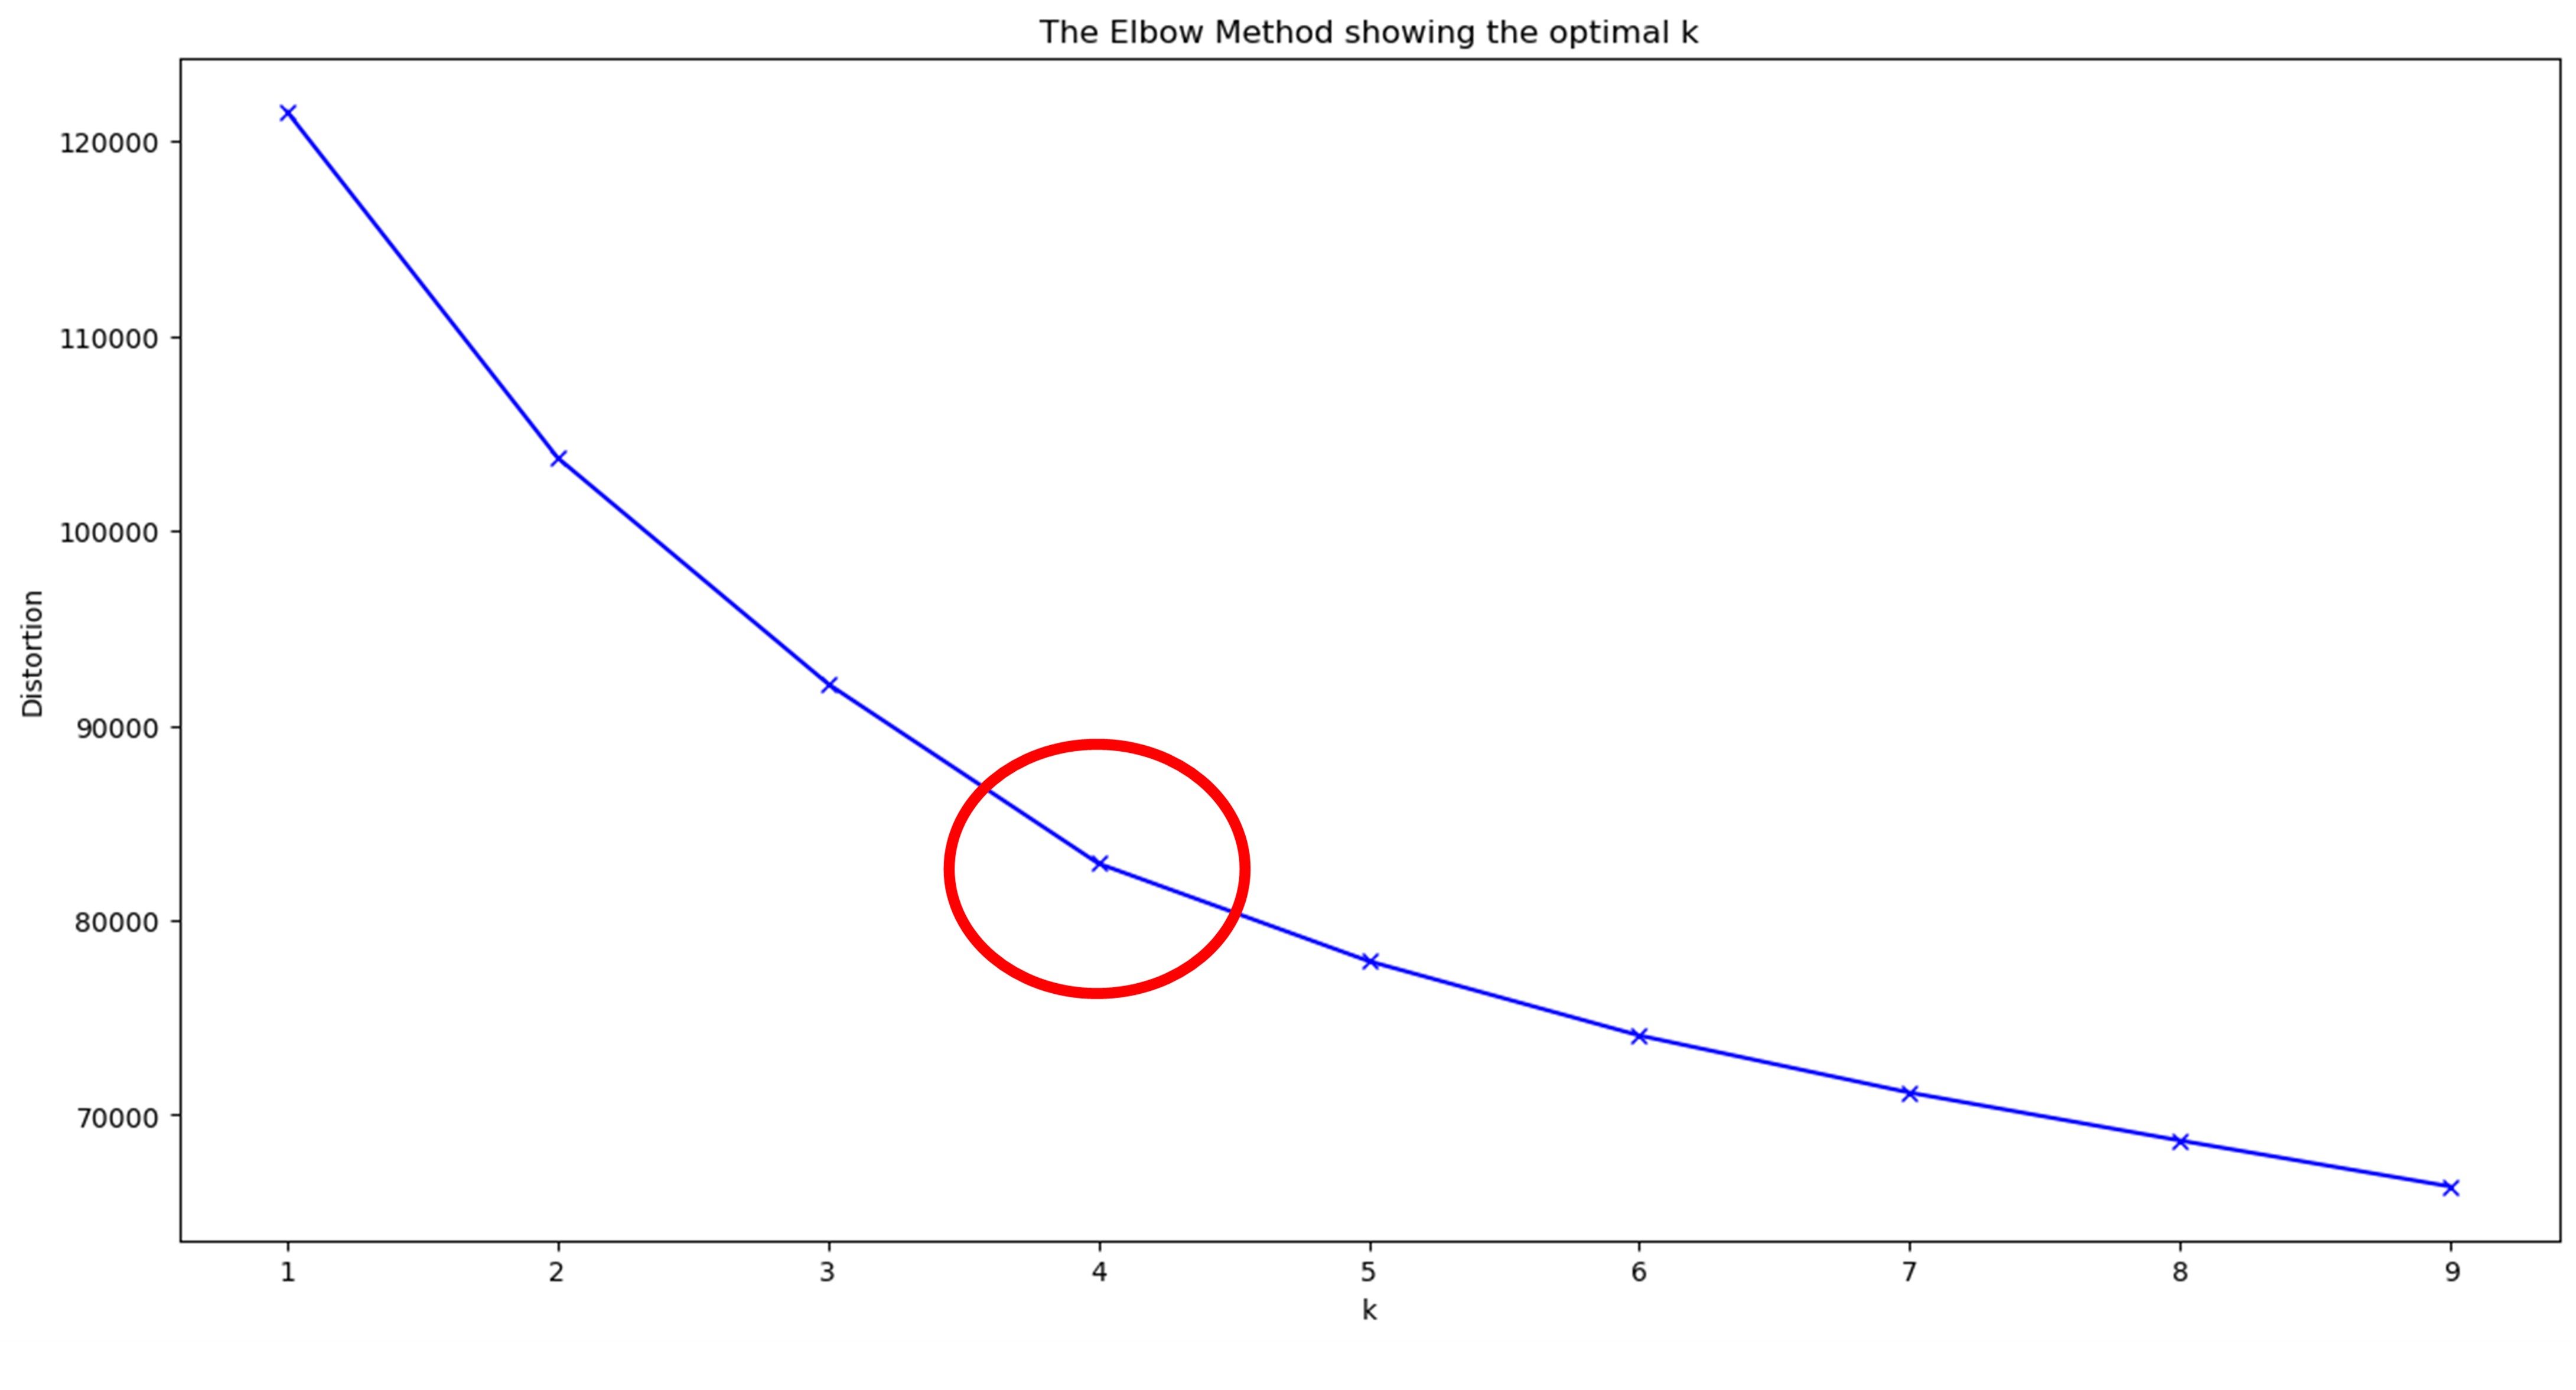 The Elbow Method showing the optimal k
120000
110000
100000
90000
80000
70000
Distortion
1 2 3 4 5 6 7 8 9
k